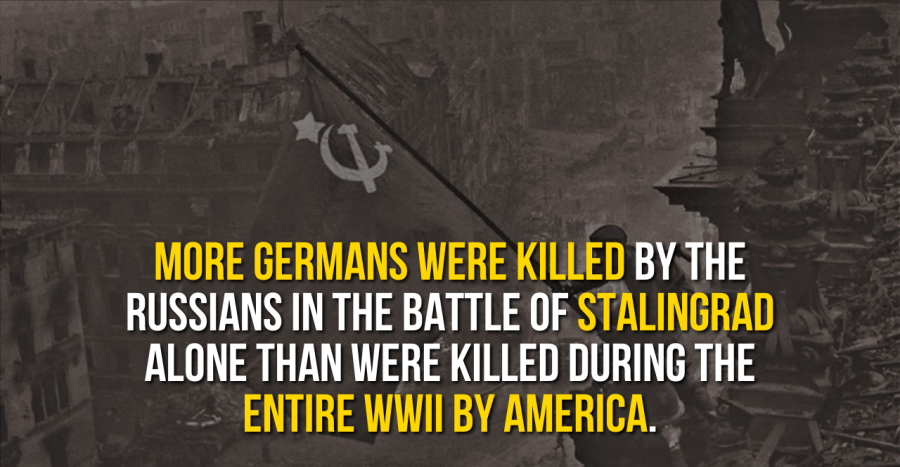 MORE GERMANS WERE KILLED BY THE
RUSSIANS IN THE BATTLE OF STALINGRAD
ALONE THAN WERE KILLED DURING THE
ENTIRE WWII BY AMERICA.